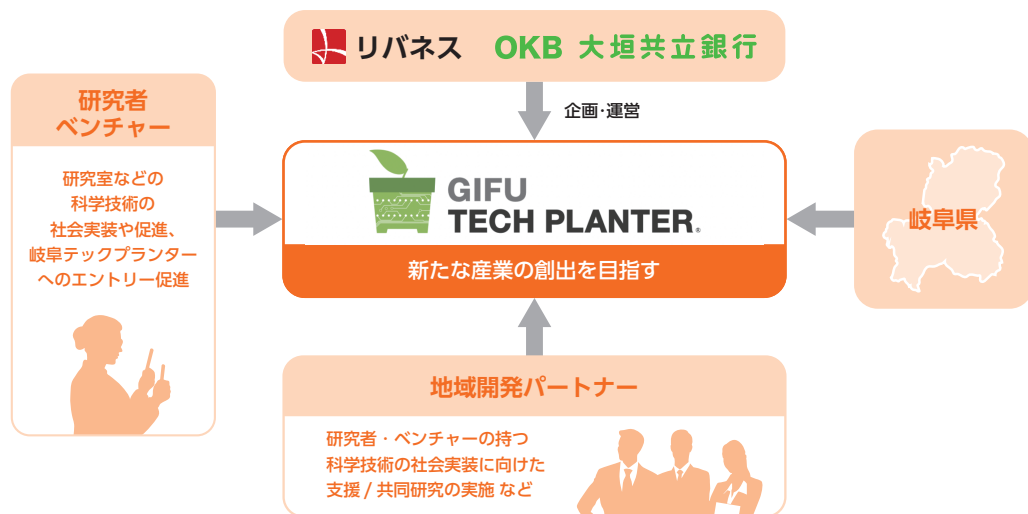 リバネス OKB 大垣共立銀行
企画・運営
研究者
ベンチャー
研究室などの
科学技術の
社会実装や促進、
岐阜テックプランター
へのエントリー促進
GIFU
TECH PLANTER®
新たな産業の創出を目指す
岐阜県
地域開発パートナー
研究者・ベンチャーの持つ
科学技術の社会実装に向けた
支援 / 共同研究の実施 など